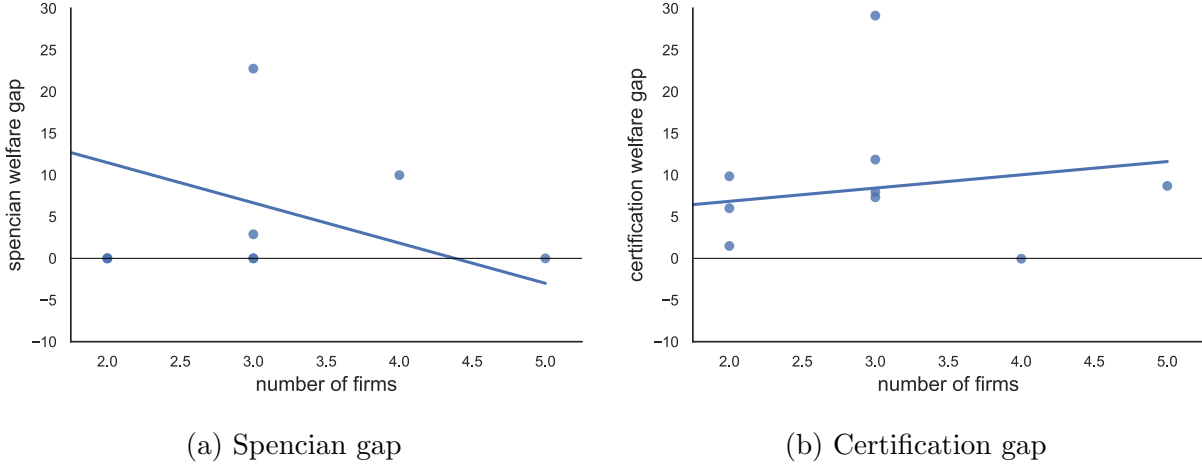 30
25
20
15
10
5
0
−5
−10
spencian welfare gap
2.0 2.5 3.0 3.5 4.0 4.5 5.0
number of firms
(a) Spencian gap
30
25
20
15
10
5
0
−5
−10
certification welfare gap
2.0 2.5 3.0 3.5 4.0 4.5 5.0
number of firms
(b) Certification gap